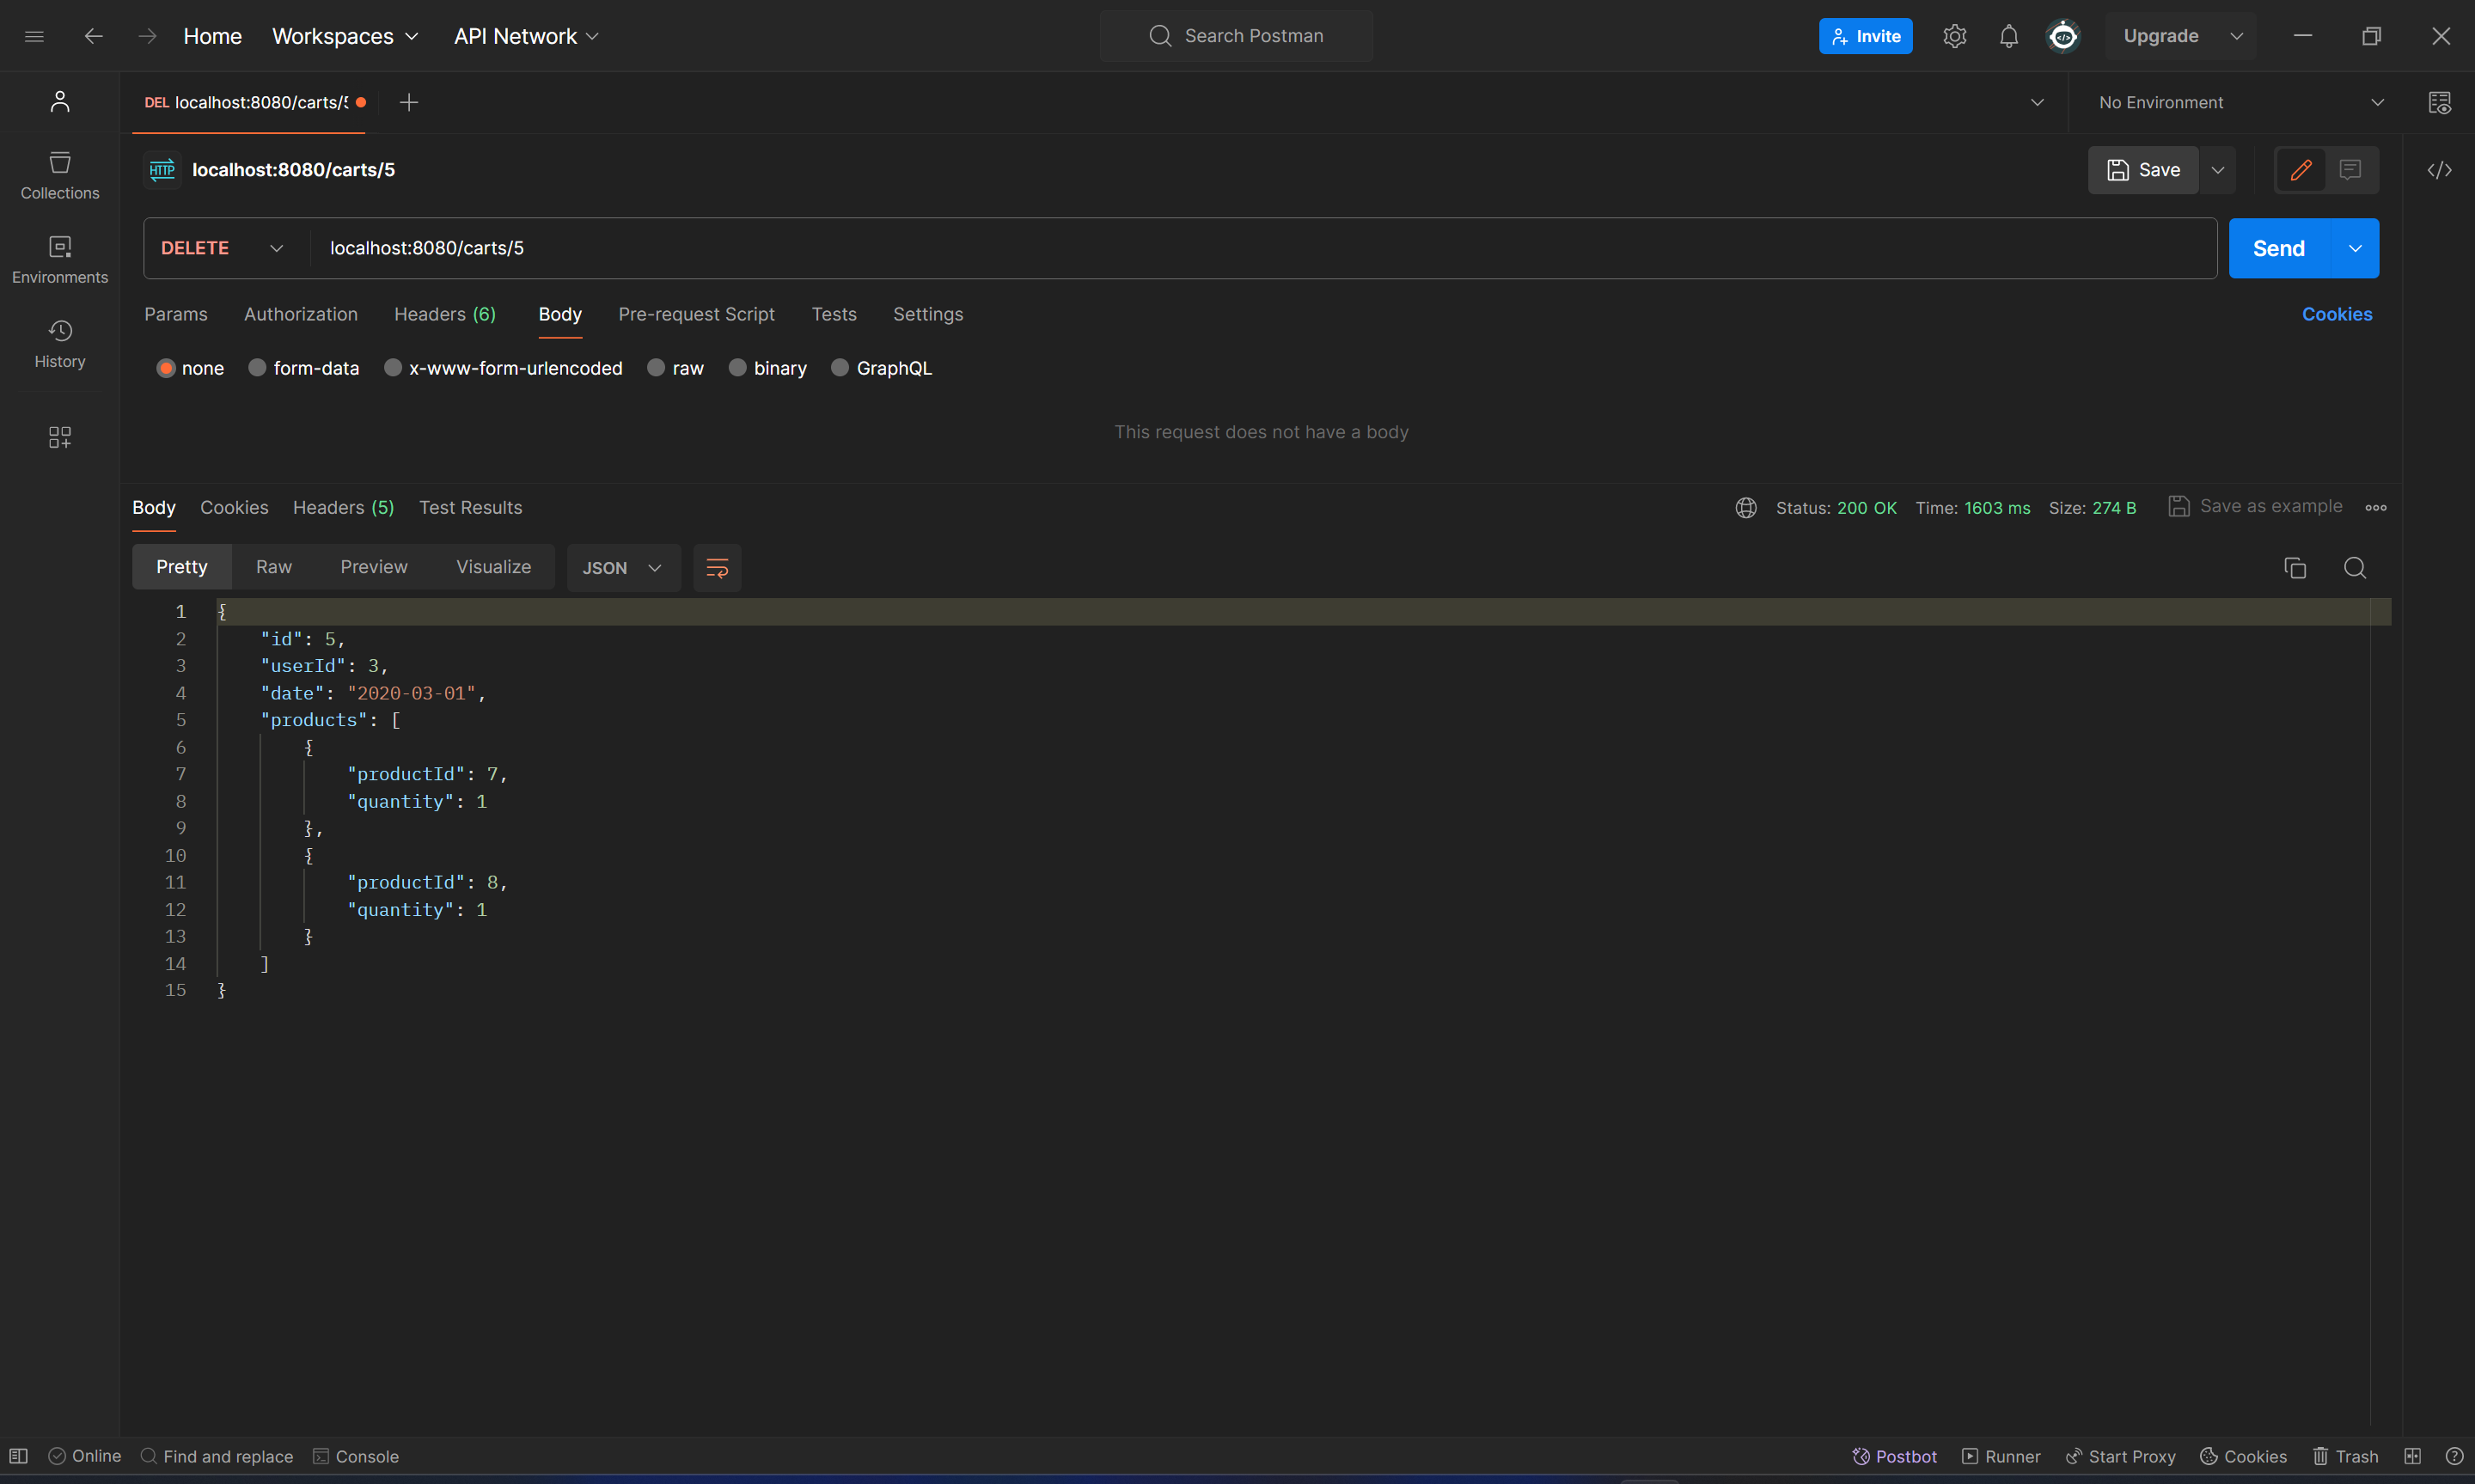 Home Workspaces API Network Search Postman Invite Upgrade
DEL localhost:8080/carts/5 No Environment
HTTP localhost:8080/carts/5 Save
DELETE localhost:8080/carts/5 Send
Params Authorization Headers (6) Body Pre-request Script Tests Settings Cookies
none form-data x-www-form-urlencoded raw binary GraphQL
This request does not have a body
Collections
Environments
History
Body Cookies Headers (5) Test Results Status: 200 OK Time: 1603 ms Size: 274 B Save as example
Pretty Raw Preview Visualize JSON
1 {
2 "id": 5,
3 "userId": 3,
4 "date": "2020-03-01",
5 "products": [
6 {
7 "productId": 7,
8 "quantity": 1
9 },
10 {
11 "productId": 8,
12 "quantity": 1
13 }
14 ]
15 }
Online Find and replace Console Postbot Runner Start Proxy Cookies Trash